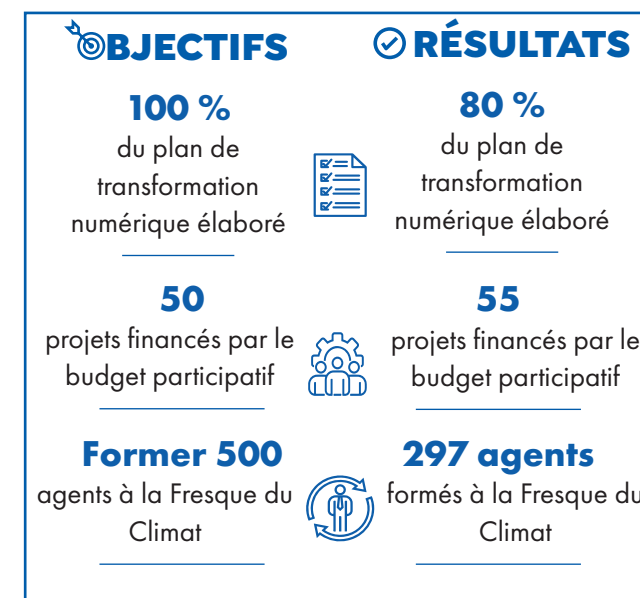 OBJECTIFS
100 %
du plan de
transformation
numérique élaboré
50
projets financés par le
budget participatif
Former 500
agents à la Fresque du
Climat
RÉSULTATS
80 %
du plan de
transformation
numérique élaboré
55
projets financés par le
budget participatif
297 agents
formés à la Fresque du
Climat